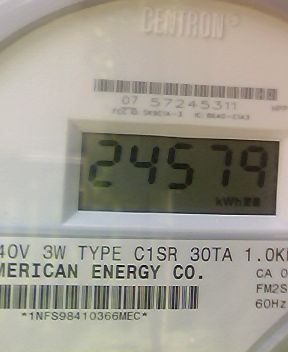 CENTRON®
07 57245311
24579
kWh
40V 3W TYPE C1SR 30TA 1.0K
MERICAN ENERGY CO.
CA 0
FM2S
60Hz
*1NFS98410366MEC*